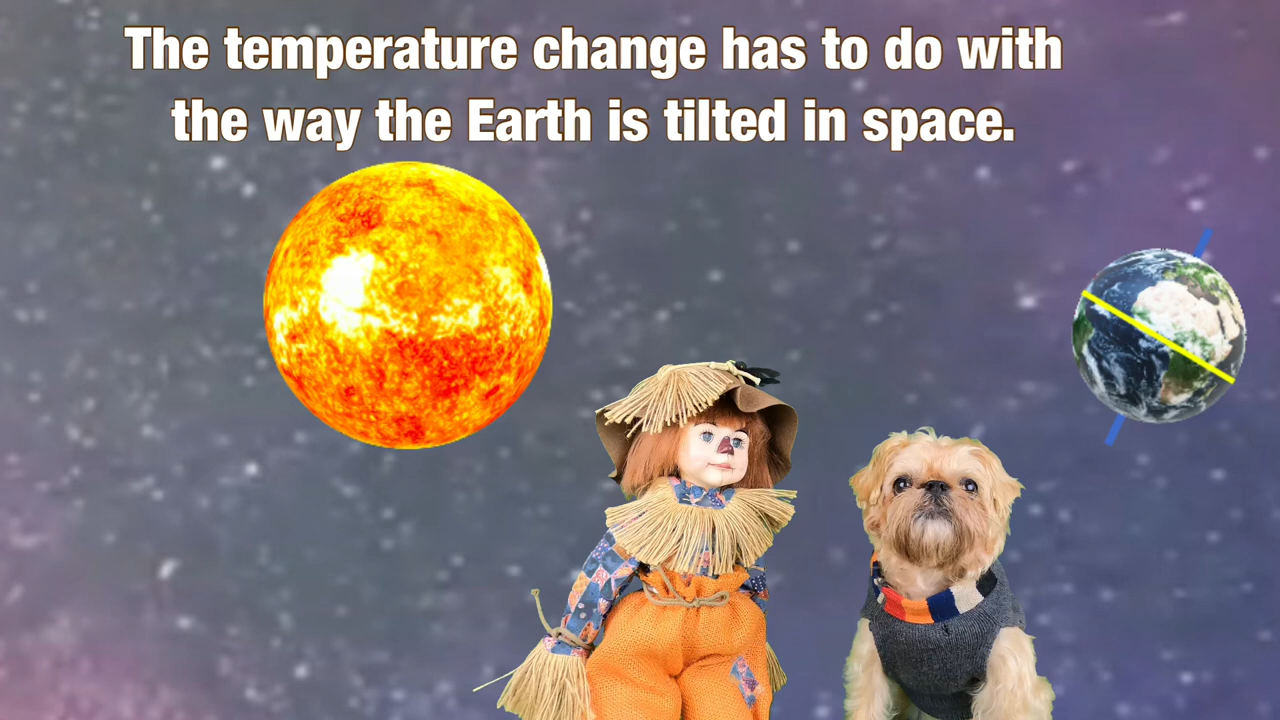 The temperature change has to do with
the way the Earth is tilted in space.